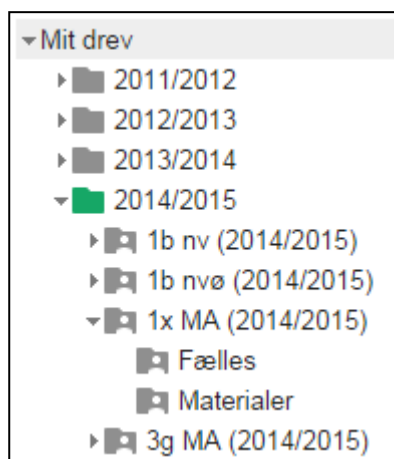 Mit drev
2011/2012
2012/2013
2013/2014
2014/2015
1b nv (2014/2015)
1b nvø (2014/2015)
1x MA (2014/2015)
Fælles
Materialer
3g MA (2014/2015)